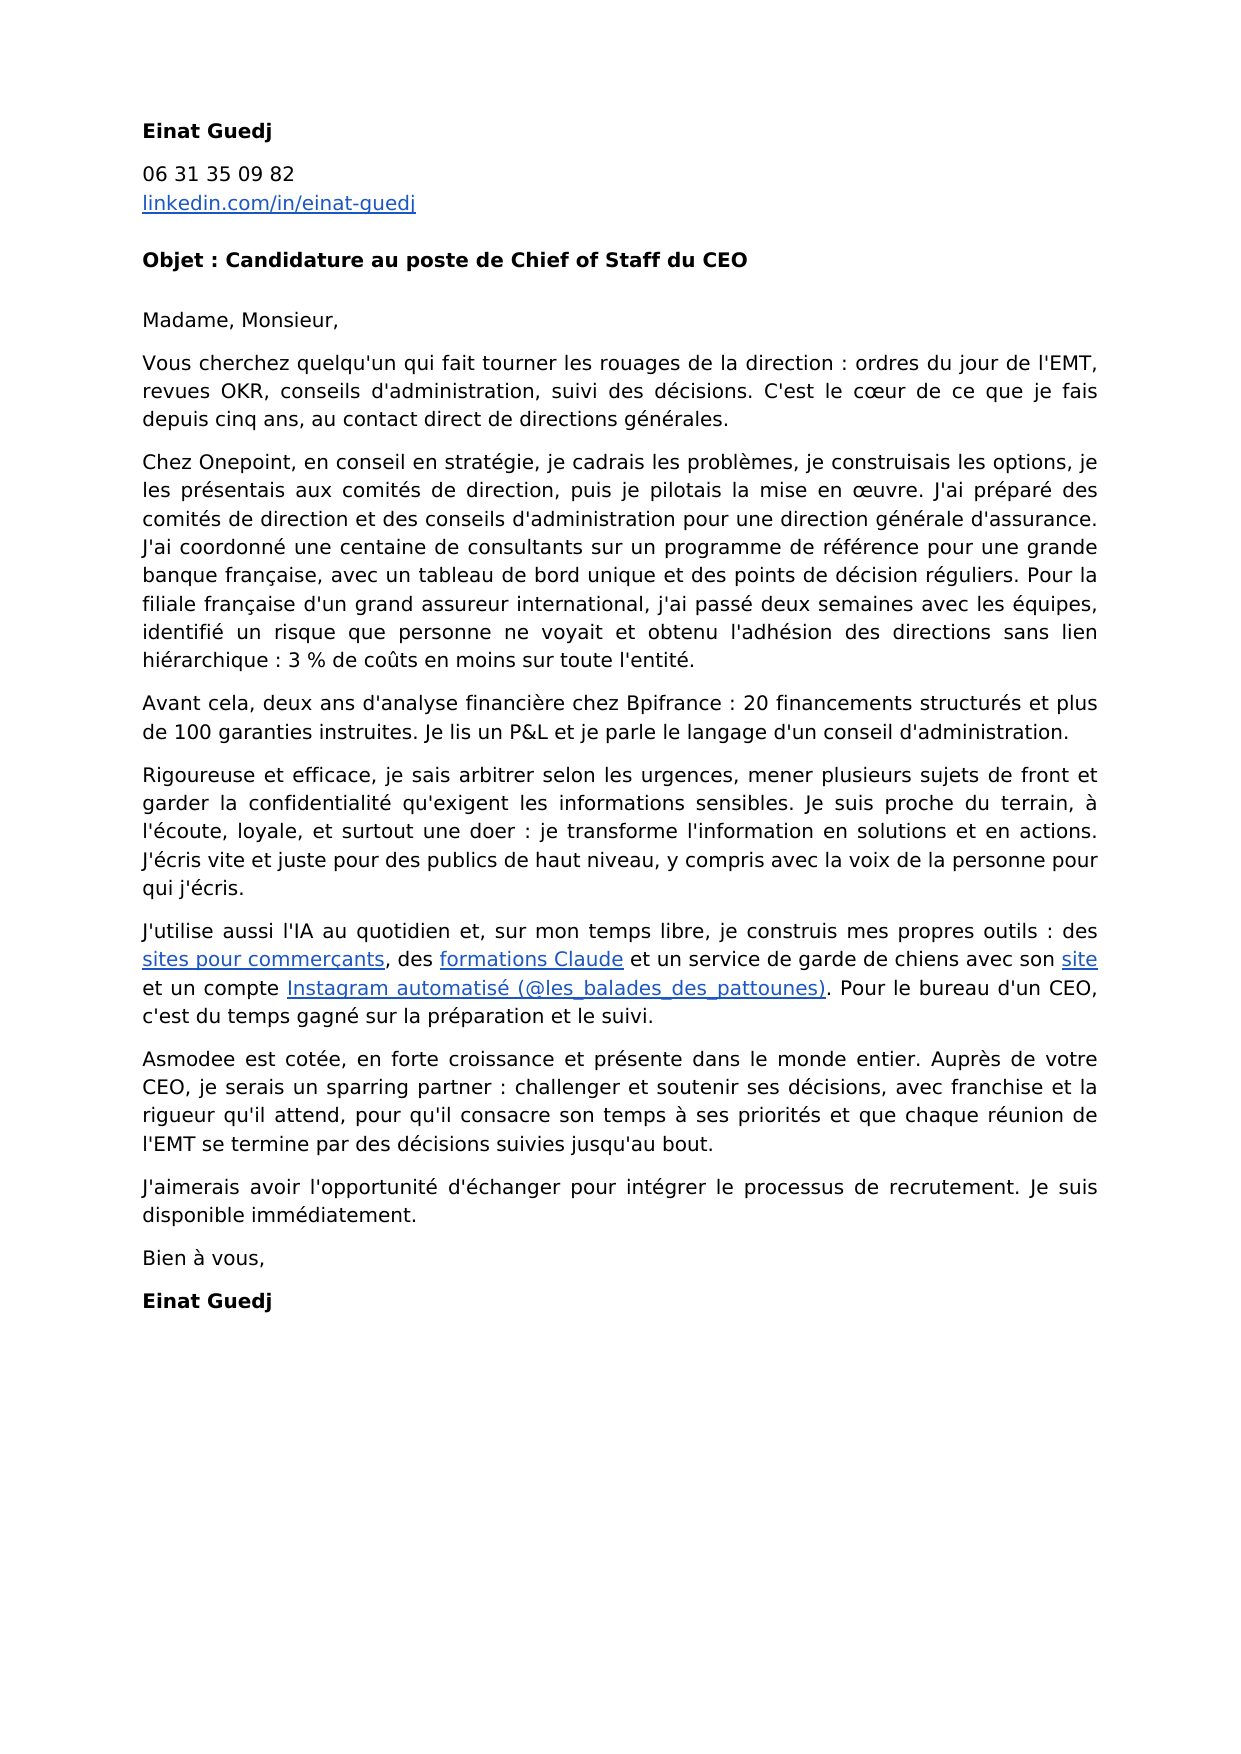 Einat Guedj
06 31 35 09 82
linkedin.com/in/einat-guedj
Objet : Candidature au poste de Chief of Staff du CEO
Madame, Monsieur,
Vous cherchez quelqu'un qui fait tourner les rouages de la direction : ordres du jour de l'EMT,
revues OKR, conseils d'administration, suivi des décisions. C'est le cœur de ce que je fais
depuis cinq ans, au contact direct de directions générales.
Chez Onepoint, en conseil en stratégie, je cadrais les problèmes, je construisais les options, je
les présentais aux comités de direction, puis je pilotais la mise en œuvre. J'ai préparé des
comités de direction et des conseils d'administration pour une direction générale d'assurance.
J'ai coordonné une centaine de consultants sur un programme de référence pour une grande
banque française, avec un tableau de bord unique et des points de décision réguliers. Pour la
filiale française d'un grand assureur international, j'ai passé deux semaines avec les équipes,
identifié un risque que personne ne voyait et obtenu l'adhésion des directions sans lien
hiérarchique : 3 % de coûts en moins sur toute l'entité.
Avant cela, deux ans d'analyse financière chez Bpifrance : 20 financements structurés et plus
de 100 garanties instruites. Je lis un P&L et je parle le langage d'un conseil d'administration.
Rigoureuse et efficace, je sais arbitrer selon les urgences, mener plusieurs sujets de front et
garder la confidentialité qu'exigent les informations sensibles. Je suis proche du terrain, à
l'écoute, loyale, et surtout une doer : je transforme l'information en solutions et en actions.
J'écris vite et juste pour des publics de haut niveau, y compris avec la voix de la personne pour
qui j'écris.
J'utilise aussi l'IA au quotidien et, sur mon temps libre, je construis mes propres outils : des
sites pour commerçants, des formations Claude et un service de garde de chiens avec son site
et un compte Instagram automatisé (@les_balades_des_pattounes). Pour le bureau d'un CEO,
c'est du temps gagné sur la préparation et le suivi.
Asmodee est cotée, en forte croissance et présente dans le monde entier. Auprès de votre
CEO, je serais un sparring partner : challenger et soutenir ses décisions, avec franchise et la
rigueur qu'il attend, pour qu'il consacre son temps à ses priorités et que chaque réunion de
l'EMT se termine par des décisions suivies jusqu'au bout.
J'aimerais avoir l'opportunité d'échanger pour intégrer le processus de recrutement. Je suis
disponible immédiatement.
Bien à vous,
Einat Guedj